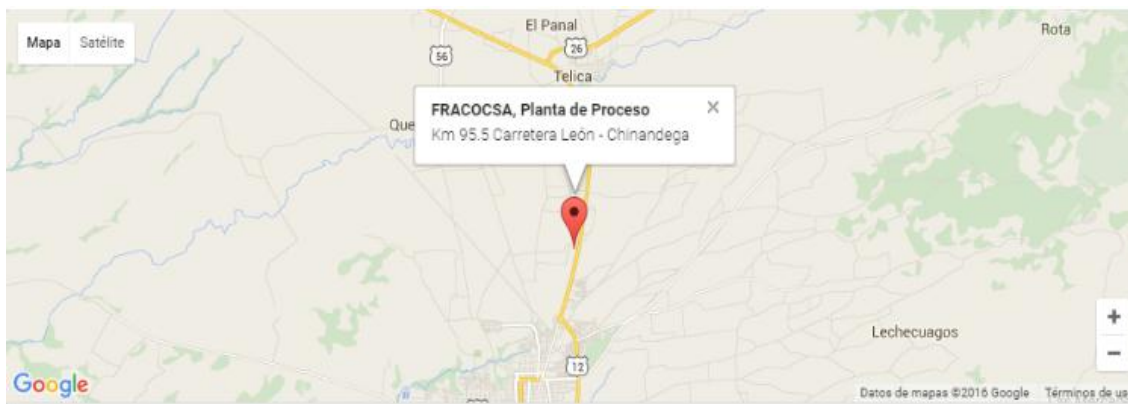 El Panal
Rota
Mapa Satélite
26
56
Telica
FRACOCSA, Planta de Proceso
Que
Km 95.5 Carretera León - Chinandega
Lechecuagos
12
Google
Datos de mapas ©2016 Google Términos de us